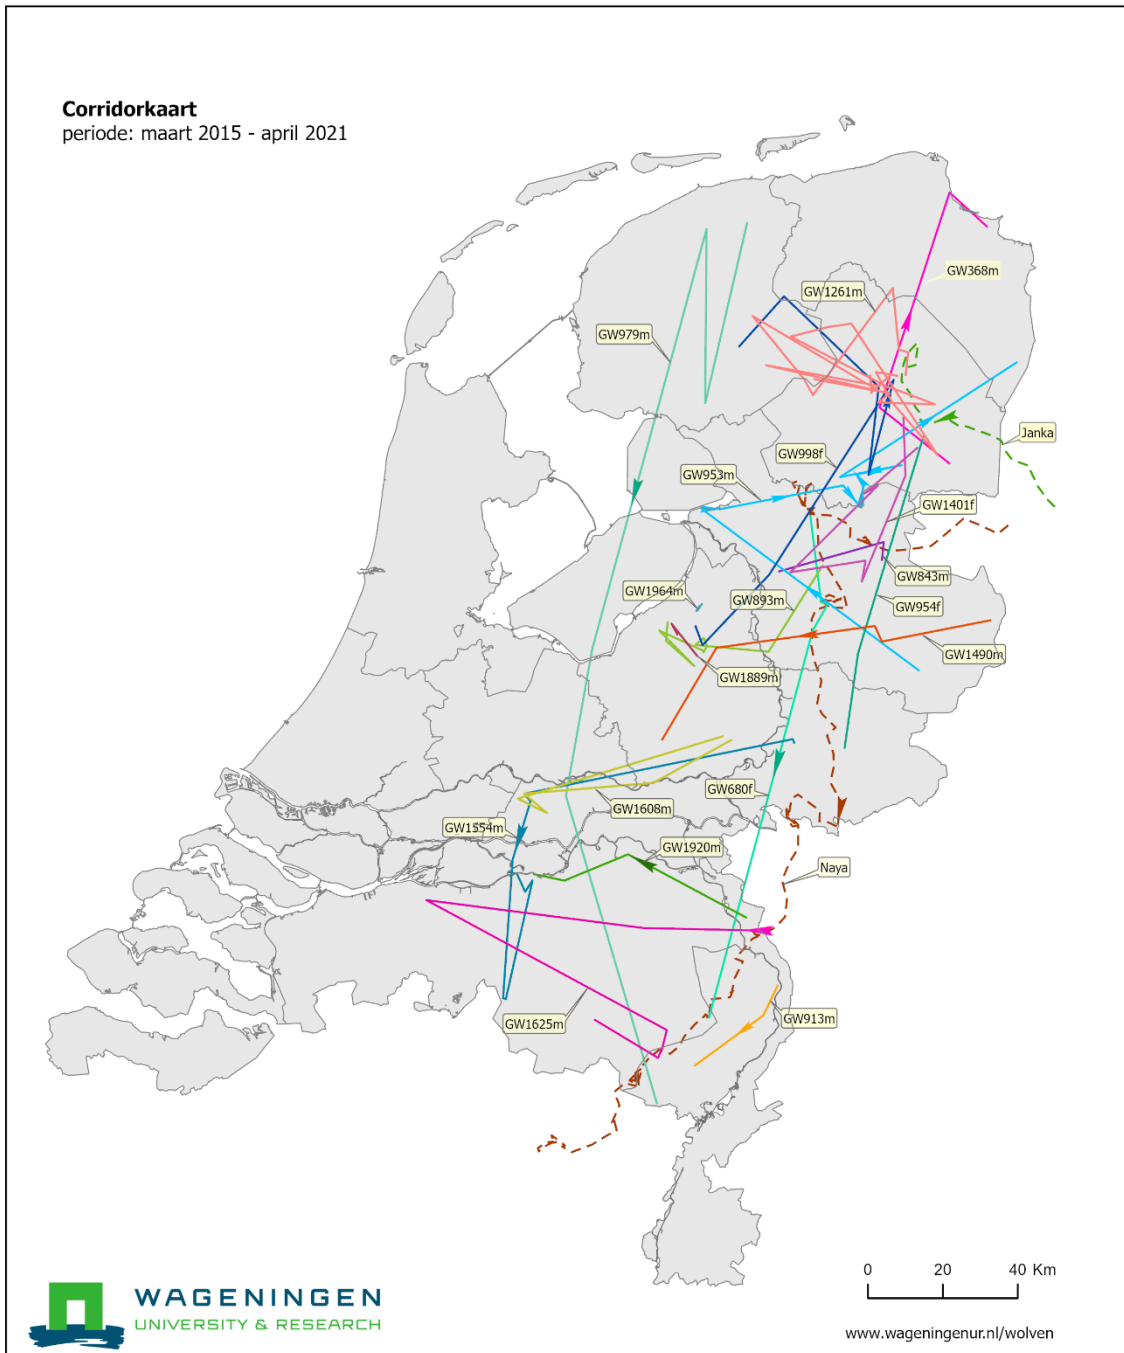 Corridorkaart
periode: maart 2015 - april 2021
GW368m
GW1261m
GW979m
Janka
GW998f
GW953m
GW1401f
GW843m
GW1964m
GW893m
GW954f
GW1490m
GW1889m
GW680f
GW1608m
GW1554m
GW1920m
Naya
GW913m
GW1625m
0 20 40 Km
WAGENINGEN
UNIVERSITY & RESEARCH
www.wageningenur.nl/wolven